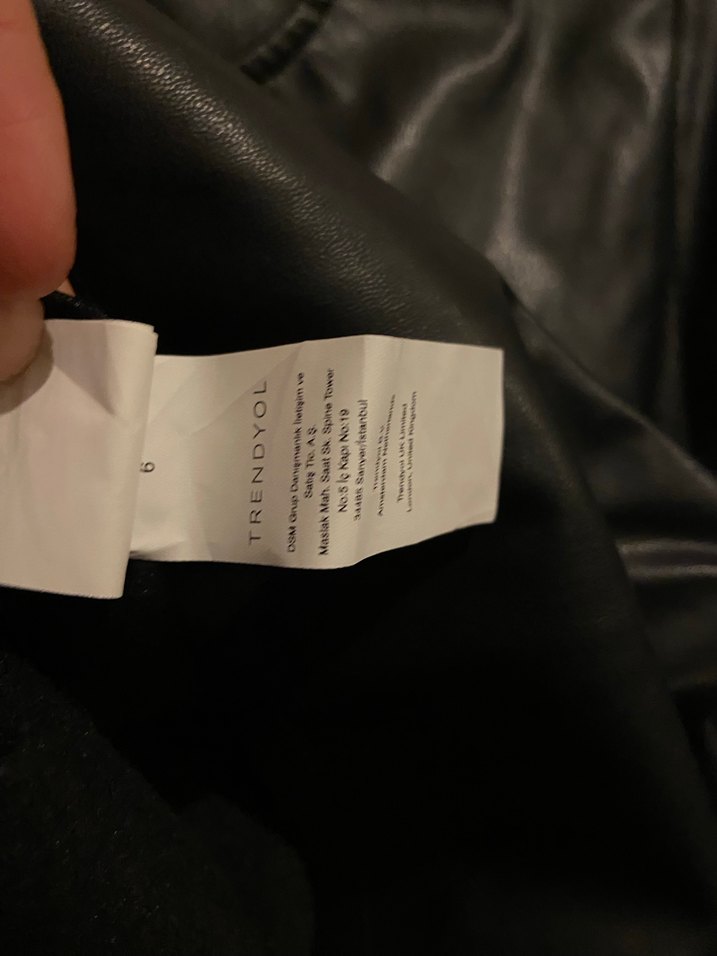 6
TRENDYOL
DSM Grup Danışmanlık İletişim ve
Satış Tic. A.Ş.
Maslak Mah. Saat Sk. Spine Tower
No:5 İç Kapı No:19
34485 Sarıyer/İstanbul
Trendyol B.V.
Amsterdam Netherlands
Trendyol UK Limited
London, United Kingdom